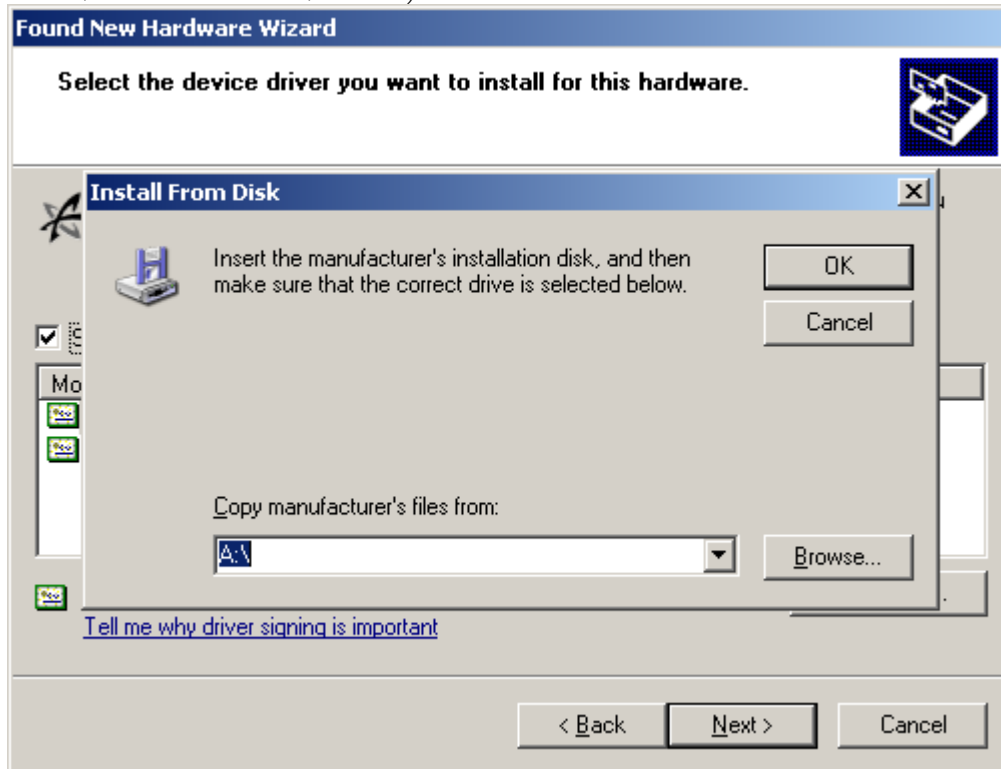 Found New Hardware Wizard
Select the device driver you want to install for this hardware.
Install From Disk
Insert the manufacturer's installation disk, and then
make sure that the correct drive is selected below.
OK
Cancel
Copy manufacturer's files from:
A:\
Browse...
Tell me why driver signing is important
< Back
Next >
Cancel